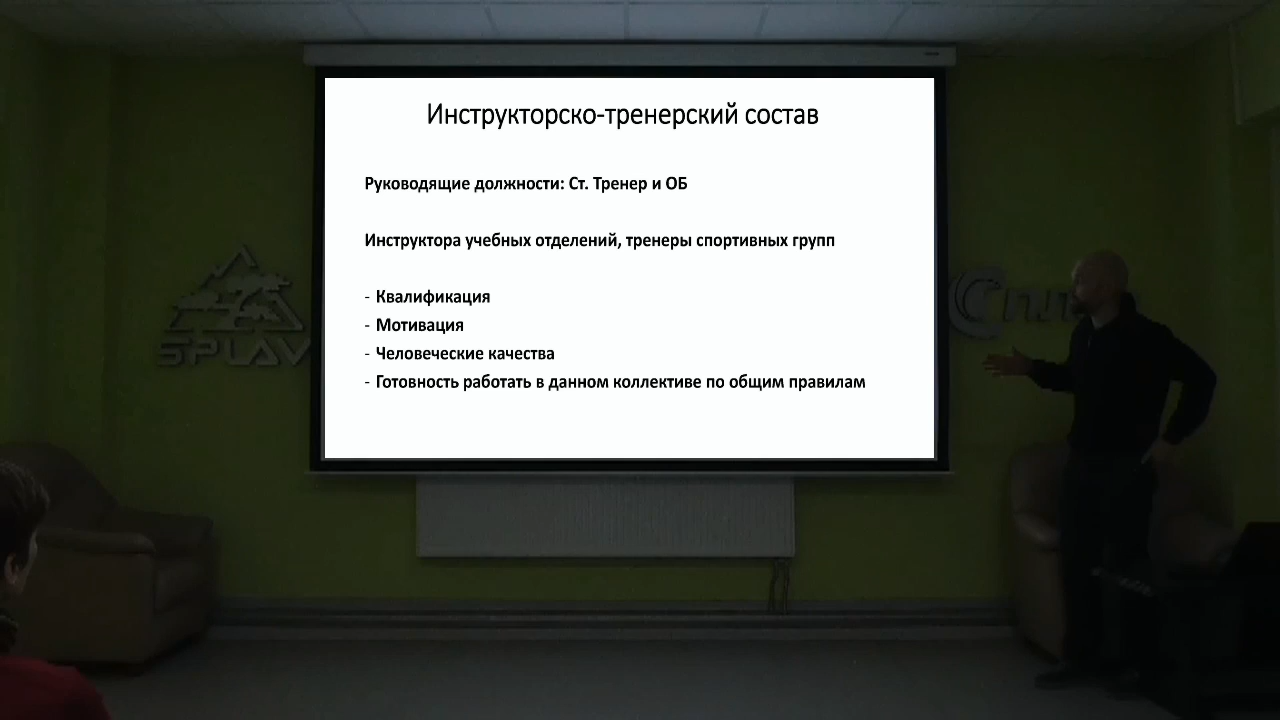 Инструкторско-тренерский состав
Руководящие должности: Ст. Тренер и ОБ
Инструктора учебных отделений, тренеры спортивных групп
- Квалификация
- Мотивация
- Человеческие качества
- Готовность работать в данном коллективе по общим правилам
SPLAV